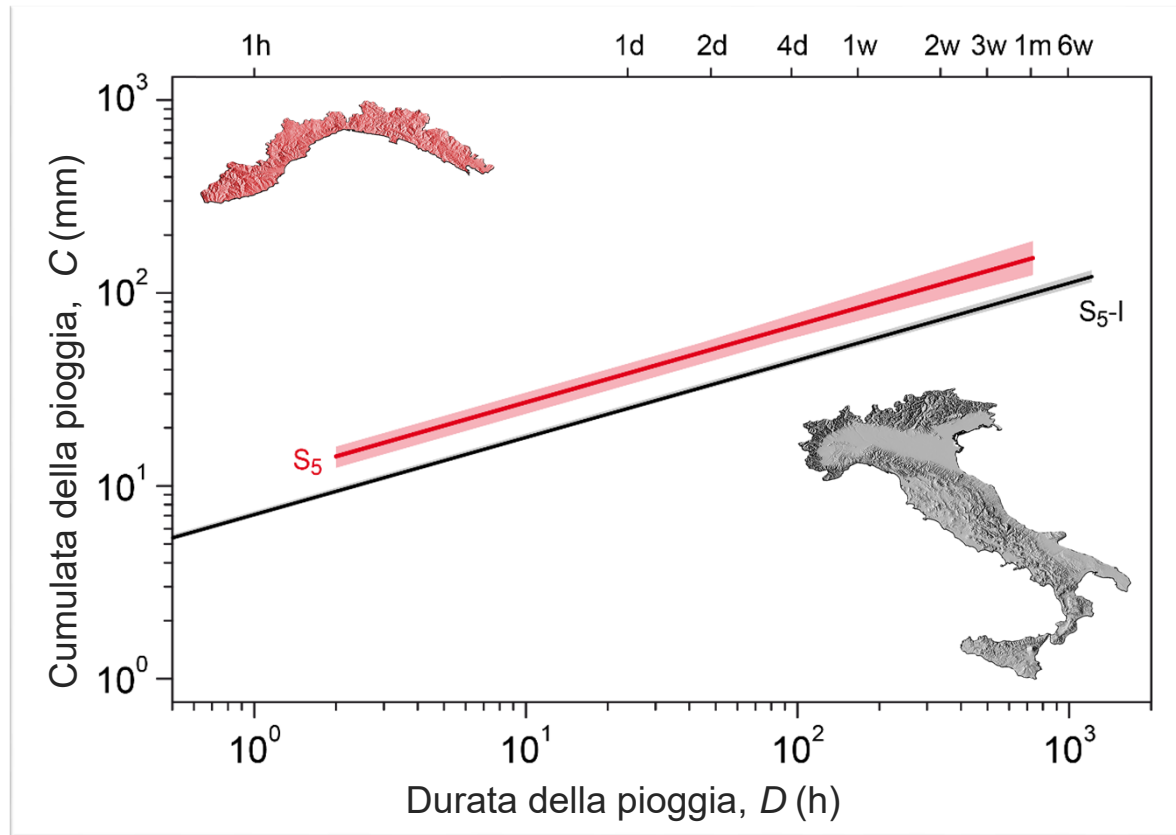 1h 1d 2d 4d 1w 2w 3w 1m 6w
10³
10²
10¹
10⁰
Cumulata della pioggia, C (mm)
S₅
S₅-I
10⁰ 10¹ 10² 10³
Durata della pioggia, D (h)